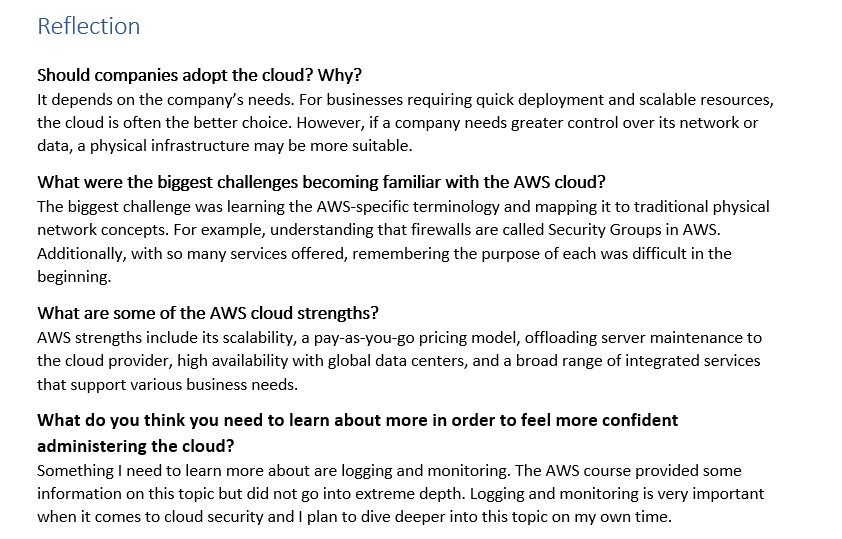 Reflection
Should companies adopt the cloud? Why?
It depends on the company’s needs. For businesses requiring quick deployment and scalable resources,
the cloud is often the better choice. However, if a company needs greater control over its network or
data, a physical infrastructure may be more suitable.
What were the biggest challenges becoming familiar with the AWS cloud?
The biggest challenge was learning the AWS-specific terminology and mapping it to traditional physical
network concepts. For example, understanding that firewalls are called Security Groups in AWS.
Additionally, with so many services offered, remembering the purpose of each was difficult in the
beginning.
What are some of the AWS cloud strengths?
AWS strengths include its scalability, a pay-as-you-go pricing model, offloading server maintenance to
the cloud provider, high availability with global data centers, and a broad range of integrated services
that support various business needs.
What do you think you need to learn about more in order to feel more confident
administering the cloud?
Something I need to learn more about are logging and monitoring. The AWS course provided some
information on this topic but did not go into extreme depth. Logging and monitoring is very important
when it comes to cloud security and I plan to dive deeper into this topic on my own time.